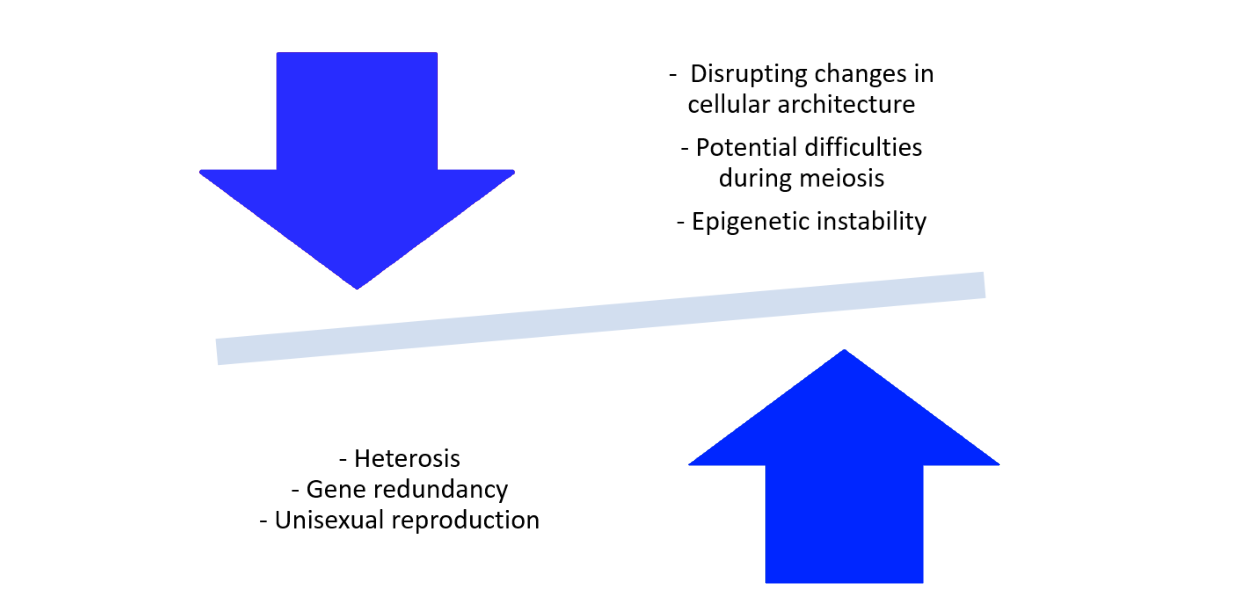 - Disrupting changes in
cellular architecture
- Potential difficulties
during meiosis
- Epigenetic instability
- Heterosis
- Gene redundancy
- Unisexual reproduction